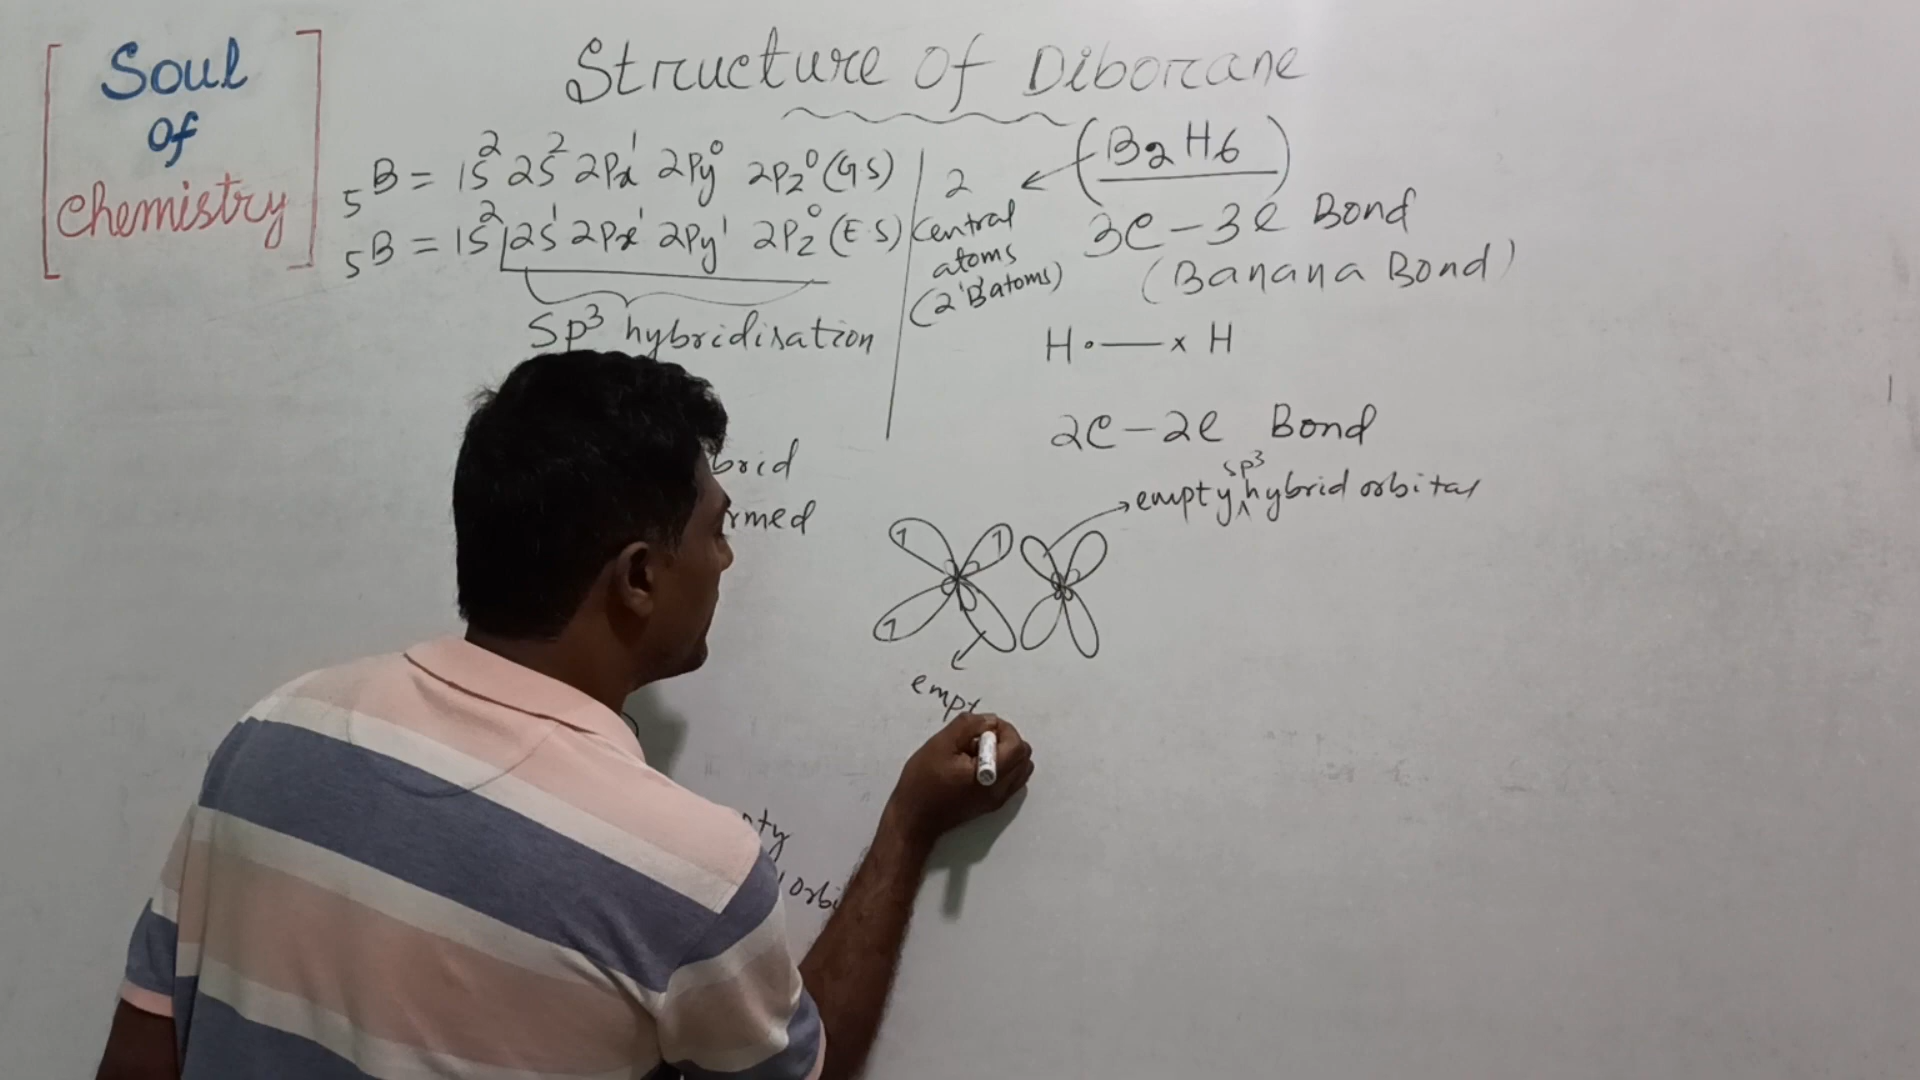 Soul
Of
Chemistry
Structure Of Diborane
(B2H6)
₅B = 1S² 2S² 2Px¹ 2Py⁰ 2Pz⁰ (G S)
₅B = 1S² 2S¹ 2Px¹ 2Py¹ 2Pz⁰ (E.S)
Sp³ hybridisation
2
Central
atoms
(2 'B' atoms)
3C-3e Bond
(Banana Bond)
H •—x H
2C-2e Bond
empty sp³ hybrid orbital
1 1
1